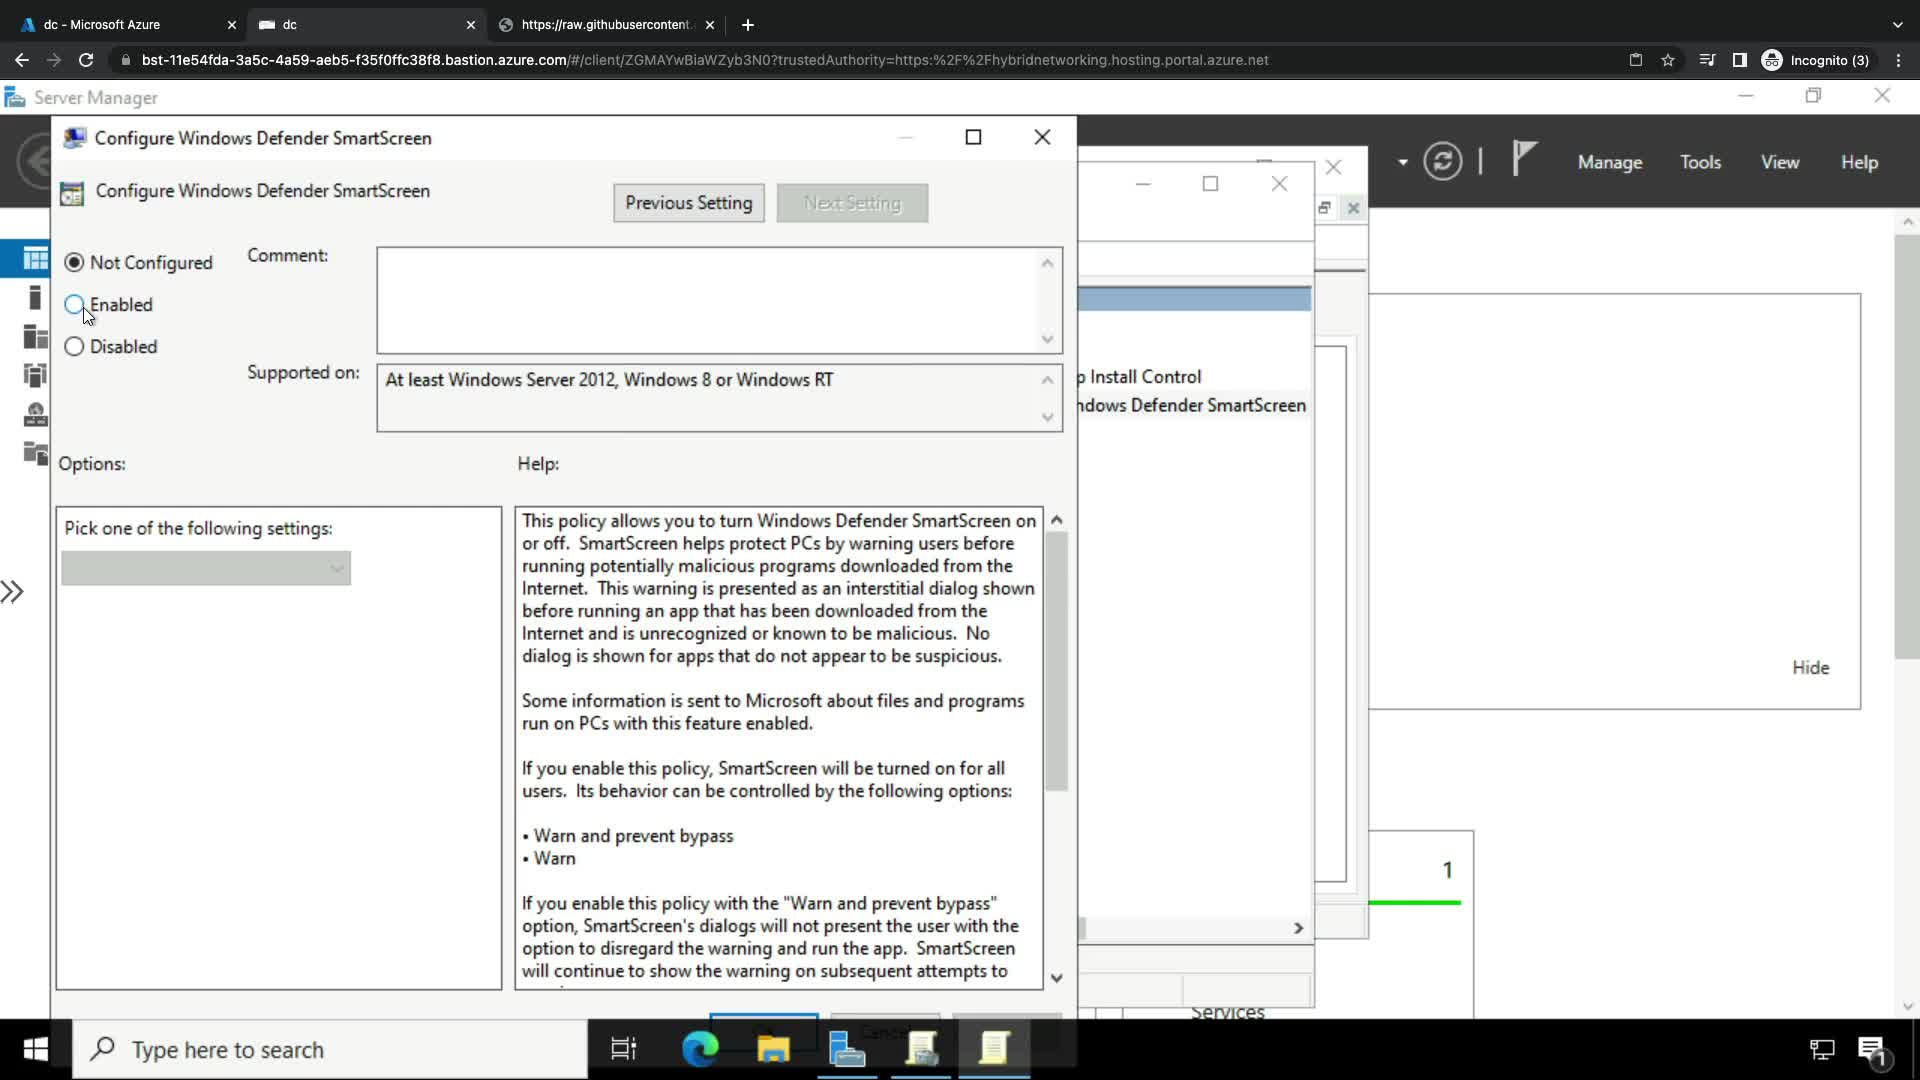 dc - Microsoft Azure
dc
https://raw.githubusercontent.
bst-11e54fda-3a5c-4a59-aeb5-f35f0ffc38f8.bastion.azure.com/#/client/ZGMAYwBiaWZyb3N0?trustedAuthority=https:%2F%2Fhybridnetworking.hosting.portal.azure.net
Incognito (3)
Server Manager
Configure Windows Defender SmartScreen
Manage
Tools
View
Help
Configure Windows Defender SmartScreen
Previous Setting
Next Setting
Not Configured
Enabled
Disabled
Comment:
Supported on:
At least Windows Server 2012, Windows 8 or Windows RT
p Install Control
ndows Defender SmartScreen
Options:
Help:
Pick one of the following settings:
This policy allows you to turn Windows Defender SmartScreen on
or off.  SmartScreen helps protect PCs by warning users before
running potentially malicious programs downloaded from the
Internet.  This warning is presented as an interstitial dialog shown
before running an app that has been downloaded from the
Internet and is unrecognized or known to be malicious.  No
dialog is shown for apps that do not appear to be suspicious.
Some information is sent to Microsoft about files and programs
run on PCs with this feature enabled.
If you enable this policy, SmartScreen will be turned on for all
users.  Its behavior can be controlled by the following options:
• Warn and prevent bypass
• Warn
If you enable this policy with the "Warn and prevent bypass"
option, SmartScreen's dialogs will not present the user with the
option to disregard the warning and run the app.  SmartScreen
will continue to show the warning on subsequent attempts to
Hide
1
Services
Cancel
Type here to search
1